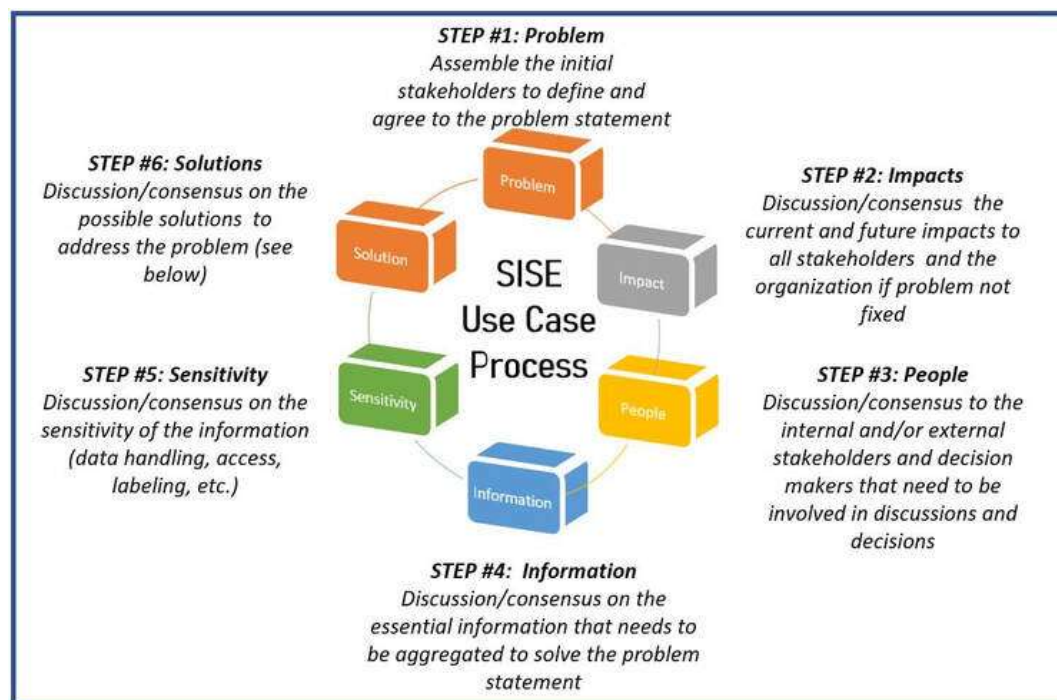 STEP #1: Problem
Assemble the initial
stakeholders to define and
agree to the problem statement
Problem
STEP #2: Impacts
Discussion/consensus the
current and future impacts to
all stakeholders and the
organization if problem not
fixed
Impact
STEP #3: People
Discussion/consensus to the
internal and/or external
stakeholders and decision
makers that need to be
involved in discussions and
decisions
People
STEP #4: Information
Discussion/consensus on the
essential information that needs to
be aggregated to solve the problem
statement
Information
STEP #5: Sensitivity
Discussion/consensus on the
sensitivity of the information
(data handling, access,
labeling, etc.)
Sensitivity
STEP #6: Solutions
Discussion/consensus on the
possible solutions to
address the problem (see
below)
Solution
SISE
Use Case
Process